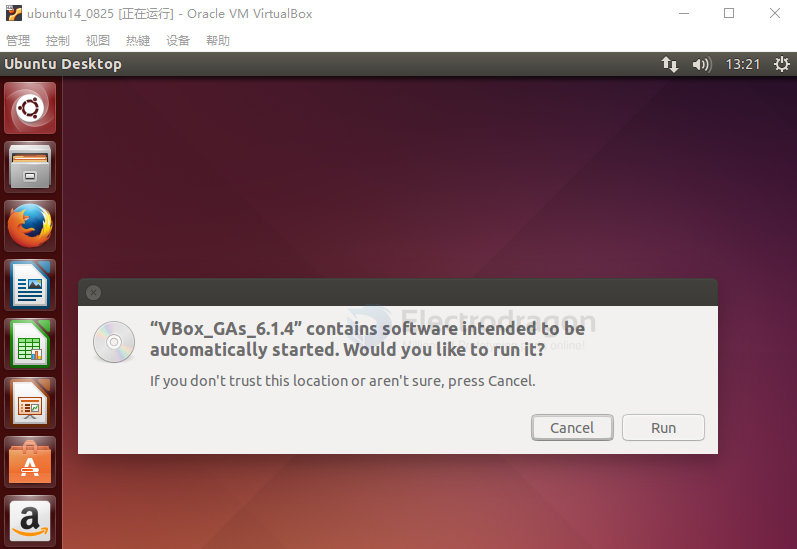 ubuntu14_0825 [正在运行] - Oracle VM VirtualBox
管理 控制 视图 热键 设备 帮助
Ubuntu Desktop 13:21
Electrodragon
“VBox_GAs_6.1.4” contains software intended to be
automatically started. Would you like to run it?
If you don't trust this location or aren't sure, press Cancel.
Cancel Run
A
a